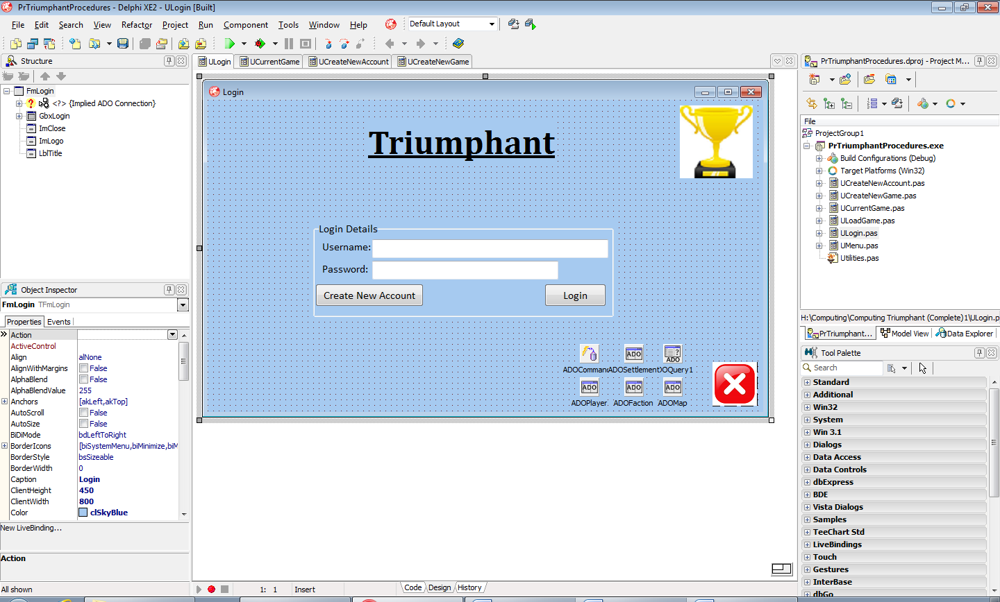 PrTriumphantProcedures - Delphi XE2 - ULogin [Built]
File Edit Search View Refactor Project Run Component Tools Window Help Default Layout
Structure
FmLogin
<?> {Implied ADO Connection}
GbxLogin
ImClose
ImLogo
LblTitle
Object Inspector
FmLogin TFmLogin
Properties Events
Action
ActiveControl
Align alNone
AlignWithMargins False
AlphaBlend False
AlphaBlendValue 255
Anchors [akLeft,akTop]
AutoScroll False
AutoSize False
BiDiMode bdLeftToRight
BorderIcons [biSystemMenu,biMinimize,biM
BorderStyle bsSizeable
BorderWidth 0
Caption Login
ClientHeight 450
ClientWidth 800
Color clSkyBlue
New LiveBinding...
Action
All shown
ULogin UCurrentGame UCreateNewAccount UCreateNewGame
Login
Triumphant
Login Details
Username:
Password:
Create New Account Login
ADO ADO
ADOCommanADOSettlement)OQuery1
ADO ADO ADO
ADOPlayer ADOFaction ADOMap
1: 1 Insert Code Design History
PrTriumphantProcedures.dproj - Project M...
File
ProjectGroup1
PrTriumphantProcedures.exe
Build Configurations (Debug)
Target Platforms (Win32)
UCreateNewAccount.pas
UCreateNewGame.pas
UCurrentGame.pas
ULoadGame.pas
ULogin.pas
UMenu.pas
Utilities.pas
H:\Computing\Computing Triumphant (Complete)1\ULogin.p
PrTriumphant... Model View Data Explorer
Tool Palette
Search
Standard
Additional
Win32
System
Win 3.1
Dialogs
Data Access
Data Controls
dbExpress
BDE
Vista Dialogs
Samples
TeeChart Std
LiveBindings
Touch
Gestures
InterBase
dbGo